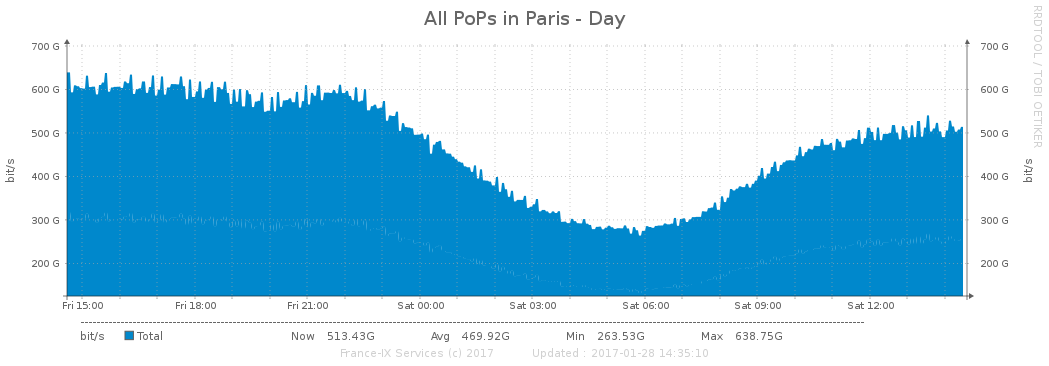 All PoPs in Paris - Day
RRDTOOL / TOBI OETIKER
bit/s
700 G
600 G
500 G
400 G
300 G
200 G
700 G
600 G
500 G
400 G
300 G
200 G
bit/s
Fri 15:00 Fri 18:00 Fri 21:00 Sat 00:00 Sat 03:00 Sat 06:00 Sat 09:00 Sat 12:00
bit/s Total Now 513.43G Avg 469.92G Min 263.53G Max 638.75G
France-IX Services (c) 2017 Updated : 2017-01-28 14:35:10